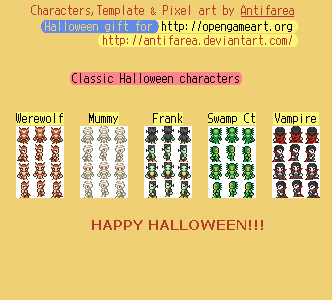 Characters, Template & Pixel art by Antifarea
Halloween gift for http://opengameart.org
http://antifarea.deviantart.com/
Classic Halloween characters
Werewolf Mummy Frank Swamp Ct Vampire
HAPPY HALLOWEEN!!!